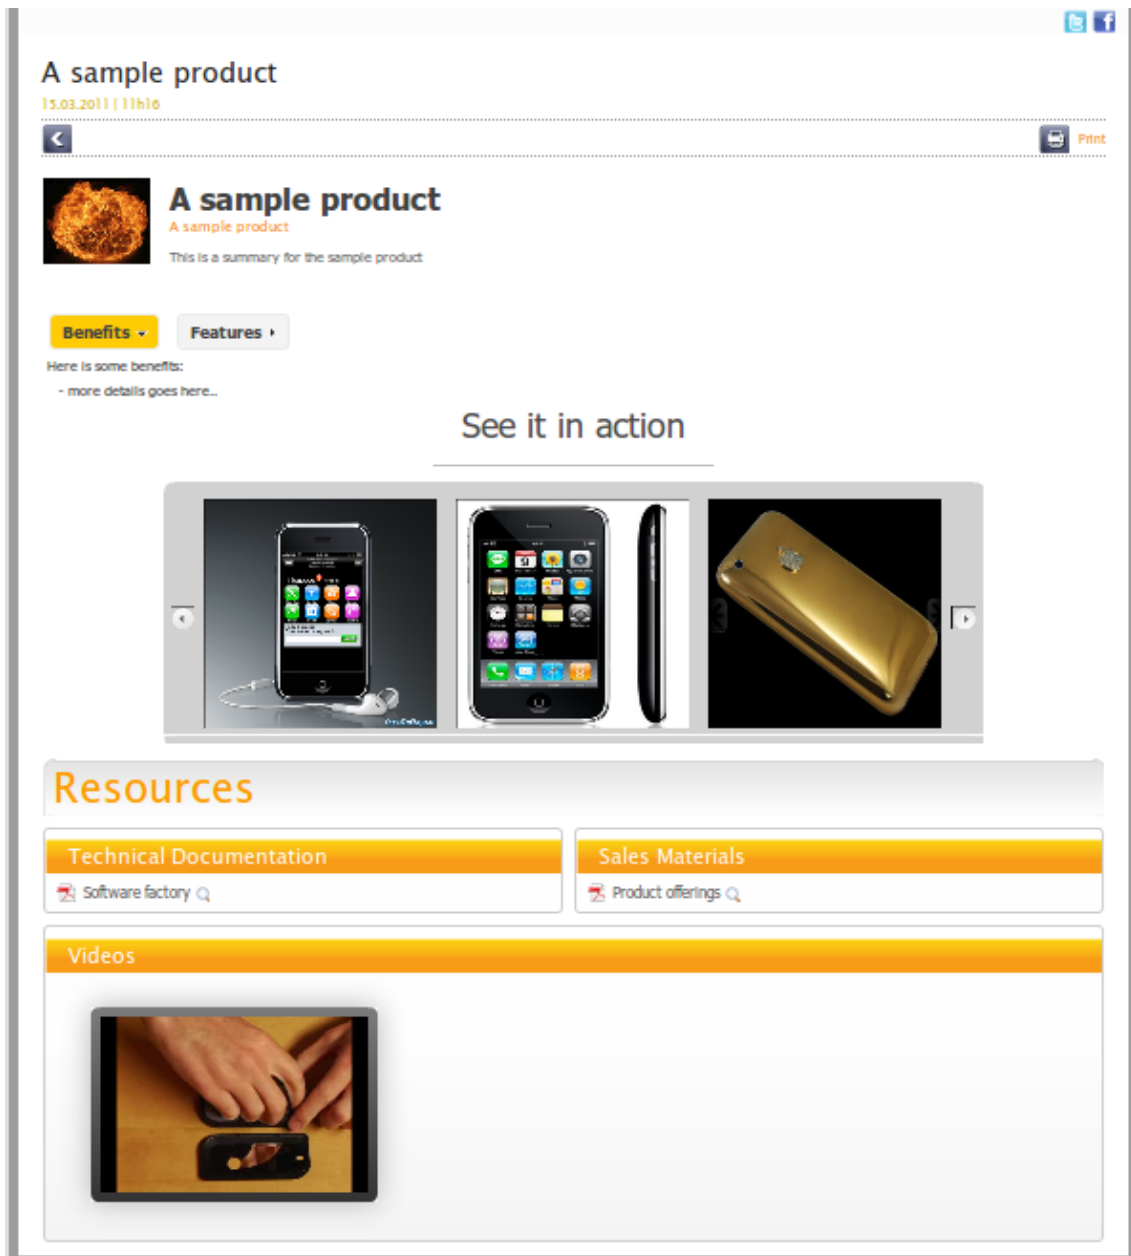 A sample product
15.03.2011 | 11h16
Print
A sample product
A sample product
This is a summary for the sample product
Benefits
Features
Here is some benefits:
- more details goes here..
See it in action
Resources
Technical Documentation
Software factory
Sales Materials
Product offerings
Videos